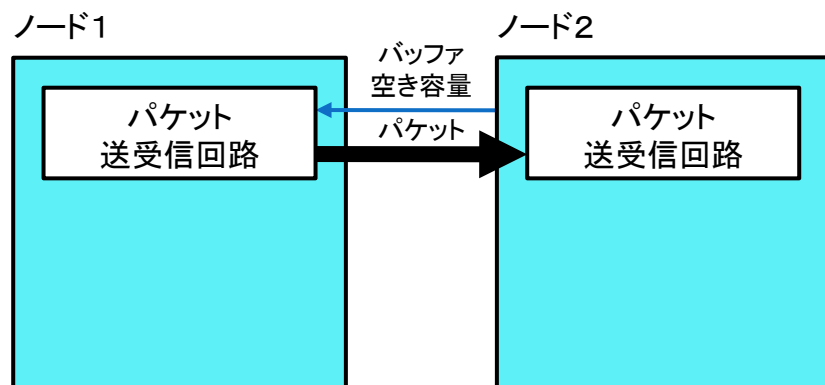 ノード1
ノード2
バッファ
空き容量
パケット
送受信回路
パケット
パケット
送受信回路